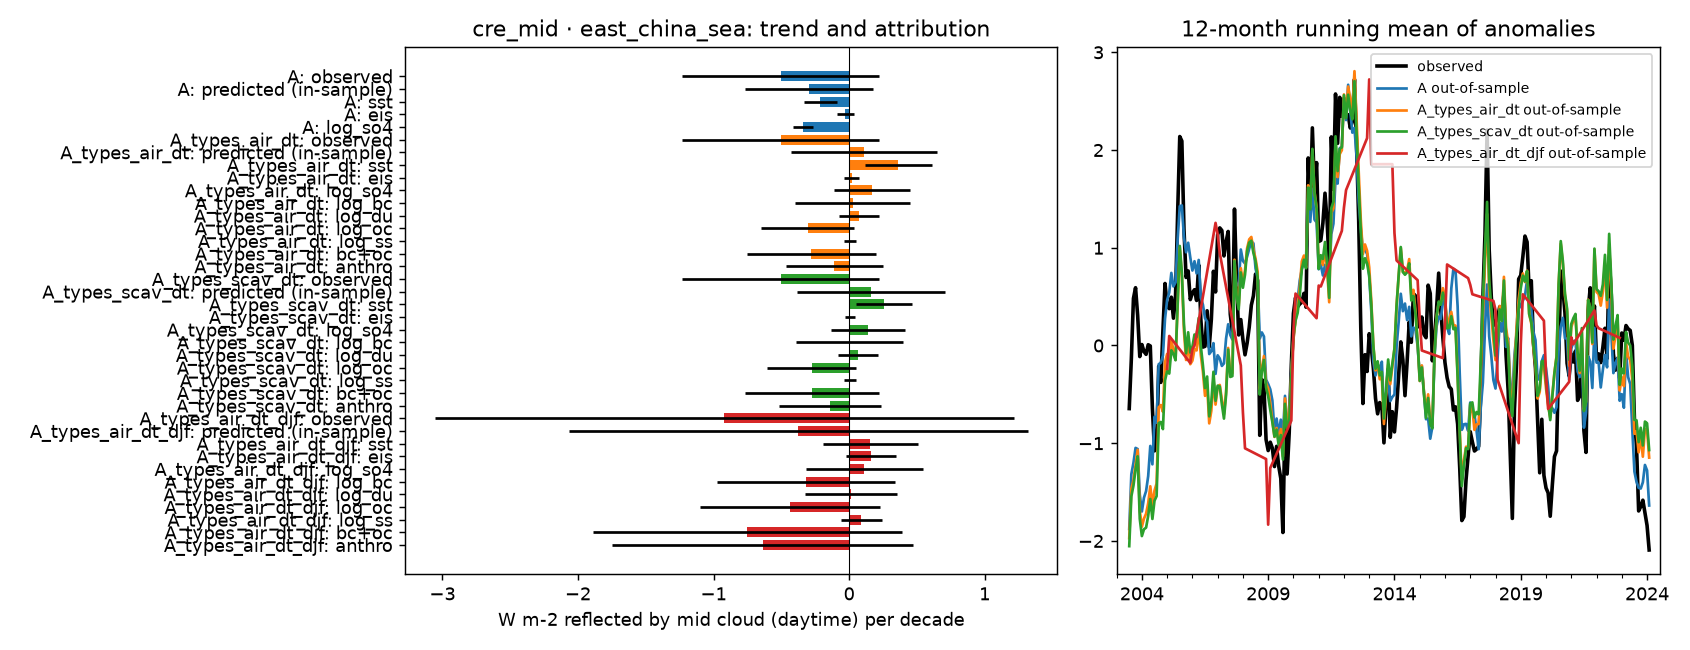 cre_mid · east_china_sea: trend and attribution
A: observed
A: predicted (in-sample)
A: sst
A: eis
A: log_so4
A_types_air_dt: observed
A_types_air_dt: predicted (in-sample)
A_types_air_dt: sst
A_types_air_dt: eis
A_types_air_dt: log_so4
A_types_air_dt: log_bc
A_types_air_dt: log_du
A_types_air_dt: log_oc
A_types_air_dt: log_ss
A_types_air_dt: bc+oc
A_types_air_dt: anthro
A_types_scav_dt: observed
A_types_scav_dt: predicted (in-sample)
A_types_scav_dt: sst
A_types_scav_dt: eis
A_types_scav_dt: log_so4
A_types_scav_dt: log_bc
A_types_scav_dt: log_du
A_types_scav_dt: log_oc
A_types_scav_dt: log_ss
A_types_scav_dt: bc+oc
A_types_scav_dt: anthro
A_types_air_dt_djf: observed
A_types_air_dt_djf: predicted (in-sample)
A_types_air_dt_djf: sst
A_types_air_dt_djf: eis
A_types_air_dt_djf: log_so4
A_types_air_dt_djf: log_bc
A_types_air_dt_djf: log_du
A_types_air_dt_djf: log_oc
A_types_air_dt_djf: log_ss
A_types_air_dt_djf: bc+oc
A_types_air_dt_djf: anthro
−3 −2 −1 0 1
W m-2 reflected by mid cloud (daytime) per decade
12-month running mean of anomalies
3
2
1
0
−1
−2
observed
A out-of-sample
A_types_air_dt out-of-sample
A_types_scav_dt out-of-sample
A_types_air_dt_djf out-of-sample
2004 2009 2014 2019 2024